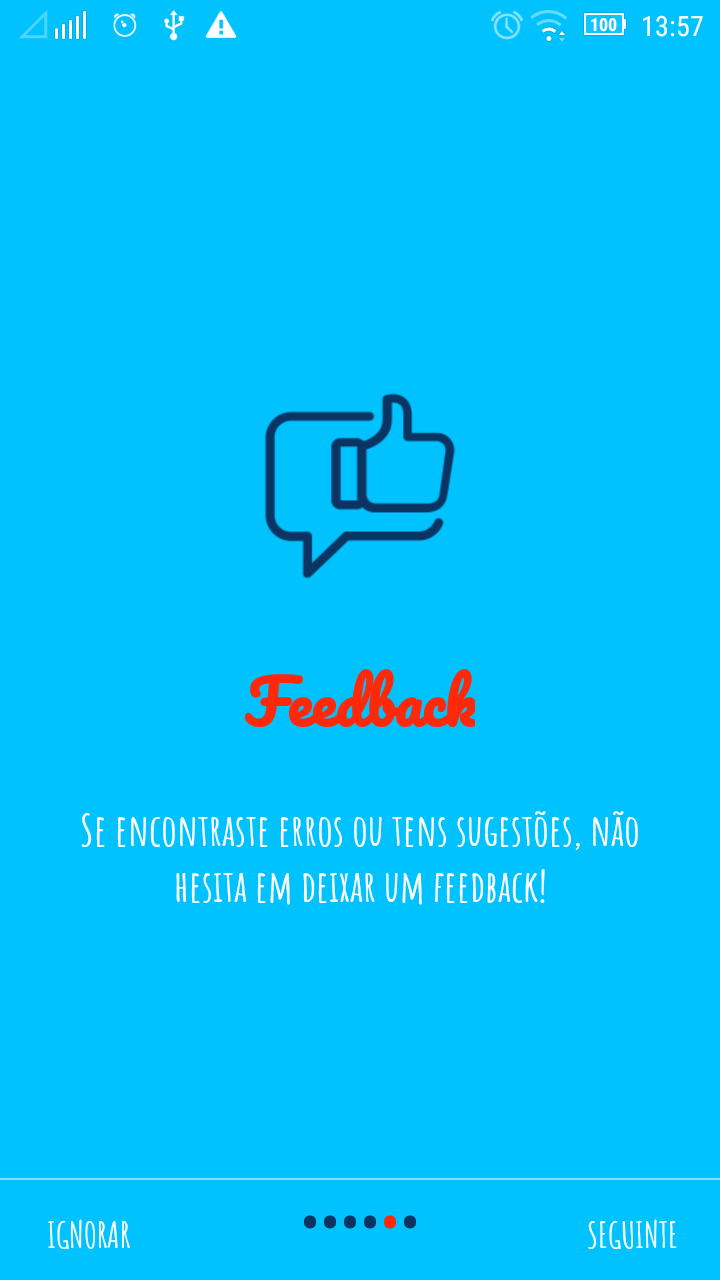 100 13:57
Feedback
Se encontraste erros ou tens sugestões, não
hesita em deixar um feedback!
IGNORAR SEGUINTE